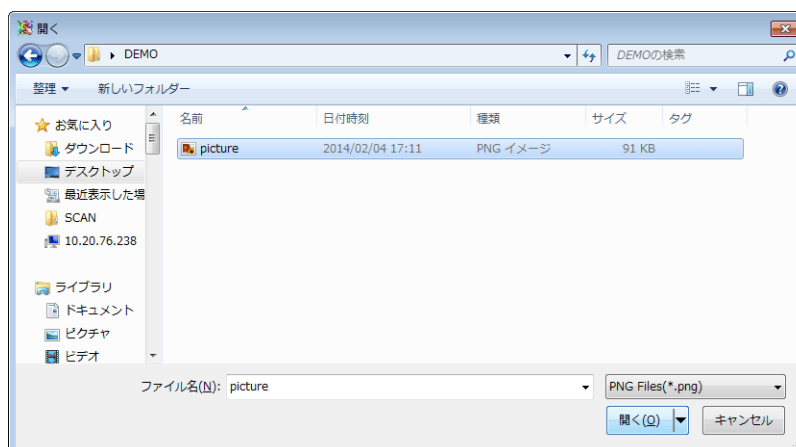 開く
DEMO
DEMOの検索
整理 新しいフォルダー
お気に入り
ダウンロード
デスクトップ
最近表示した場
SCAN
10.20.76.238
ライブラリ
ドキュメント
ピクチャ
ビデオ
名前 日付時刻 種類 サイズ タグ
picture 2014/02/04 17:11 PNG イメージ 91 KB
ファイル名(N): picture
PNG Files(*.png)
開く(O) キャンセル